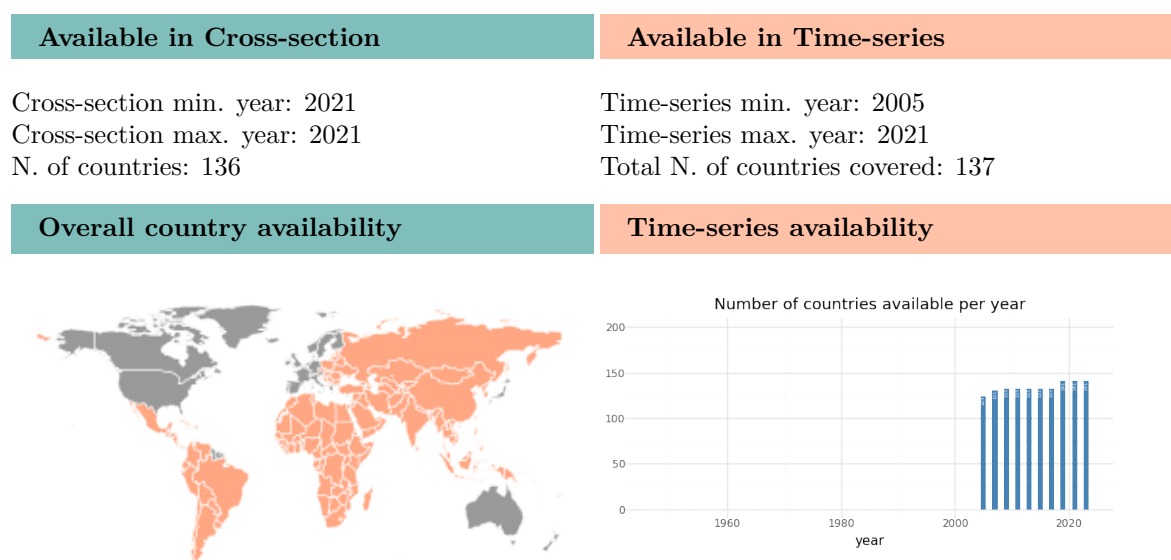 Available in Cross-section
Available in Time-series
Cross-section min. year: 2021
Cross-section max. year: 2021
N. of countries: 136
Time-series min. year: 2005
Time-series max. year: 2021
Total N. of countries covered: 137
Overall country availability
Time-series availability
Number of countries available per year
200
150
100
50
0
1960
1980
2000
2020
year